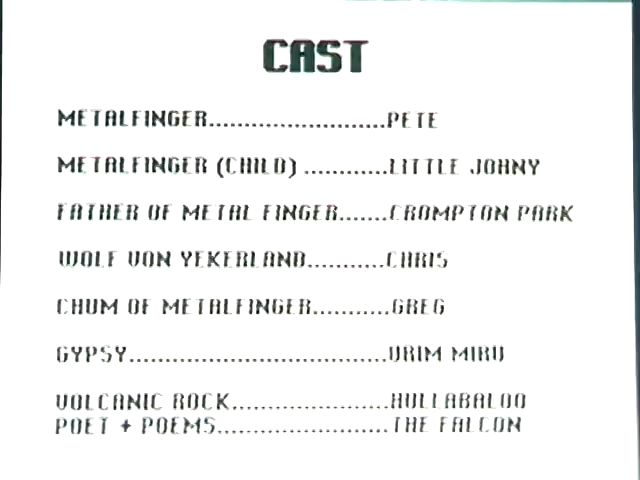 CAST
METALFINGER.........................PETE
METALFINGER (CHILD) ............LITTLE JOHNY
FATHER OF METAL FINGER.......CROMPTON PARK
WOLF VON YEKERLAND...........CHRIS
CHUM OF METALFINGER...........GREG
GYPSY.....................................URIM MIRU
VOLCANIC ROCK......................HULLABALOO
POET + POEMS........................THE FALCON